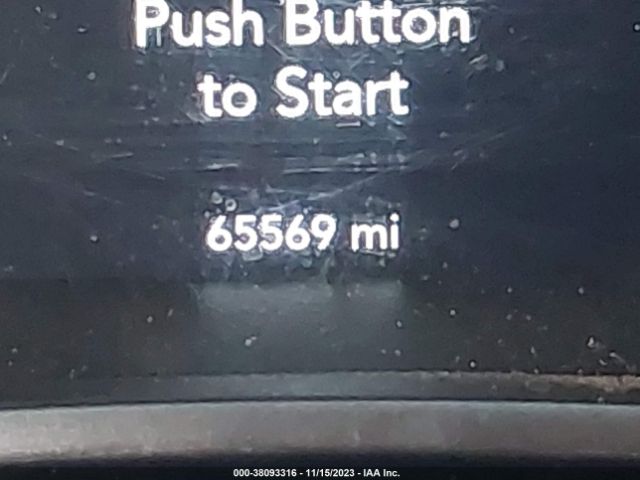 Push Button
to Start
65569 mi
000-38093316 - 11/15/2023 - IAA Inc.